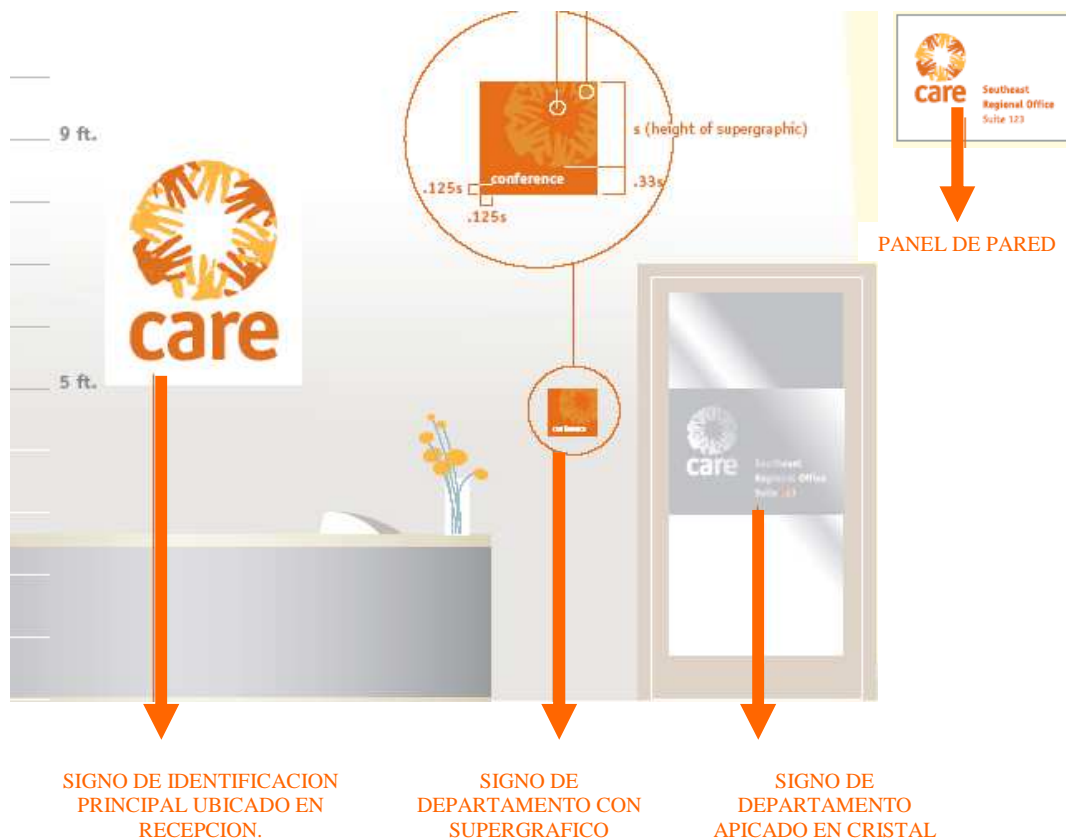 9 ft.
5 ft.
care
s (height of supergraphic)
conference
.125s
.33s
.125s
conference
care
Southeast
Regional Office
Suite 123
care
Southeast
Regional Office
Suite 123
PANEL DE PARED
SIGNO DE IDENTIFICACION
PRINCIPAL UBICADO EN
RECEPCION.
SIGNO DE
DEPARTAMENTO CON
SUPERGRAFICO
SIGNO DE
DEPARTAMENTO
APICADO EN CRISTAL